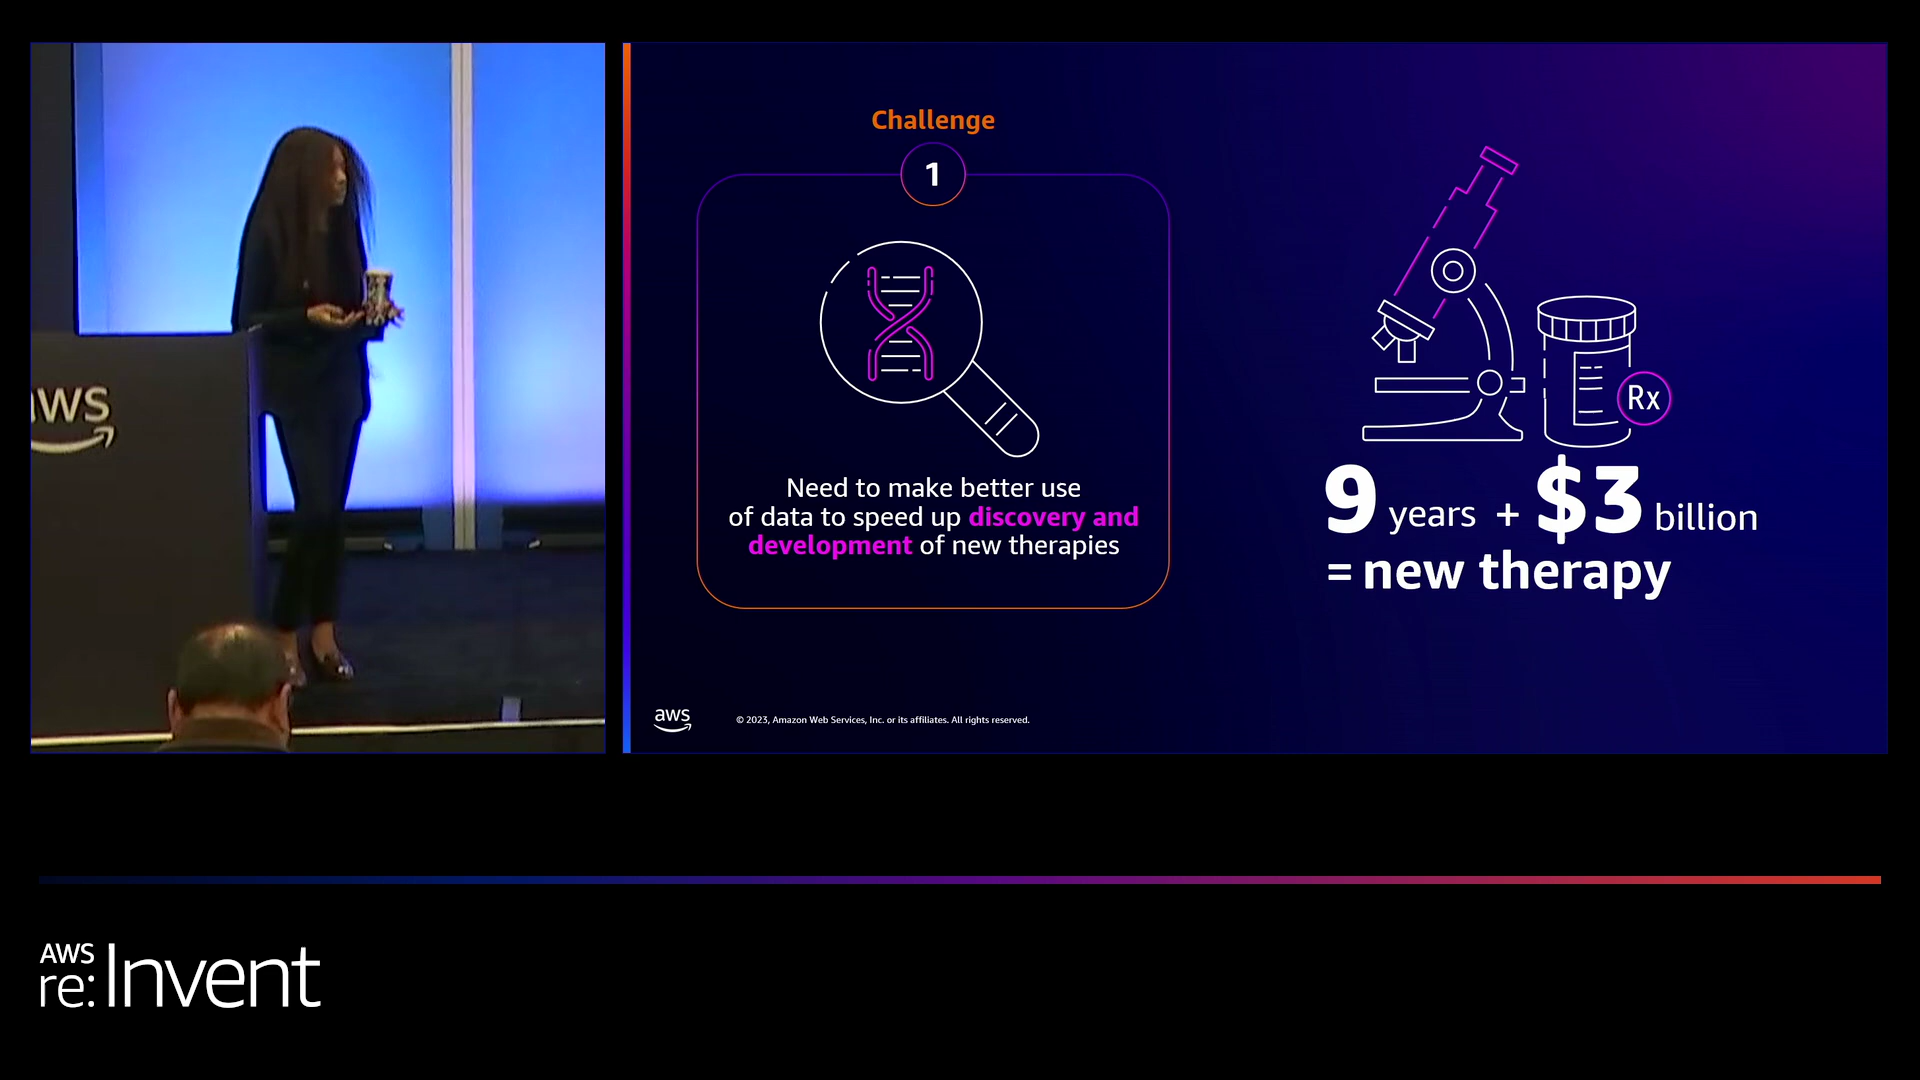 aws
Challenge
1
Need to make better use
of data to speed up discovery and
development of new therapies
Rx
9 years + $3 billion
= new therapy
aws
© 2023, Amazon Web Services, Inc. or its affiliates. All rights reserved.
AWS
re:Invent